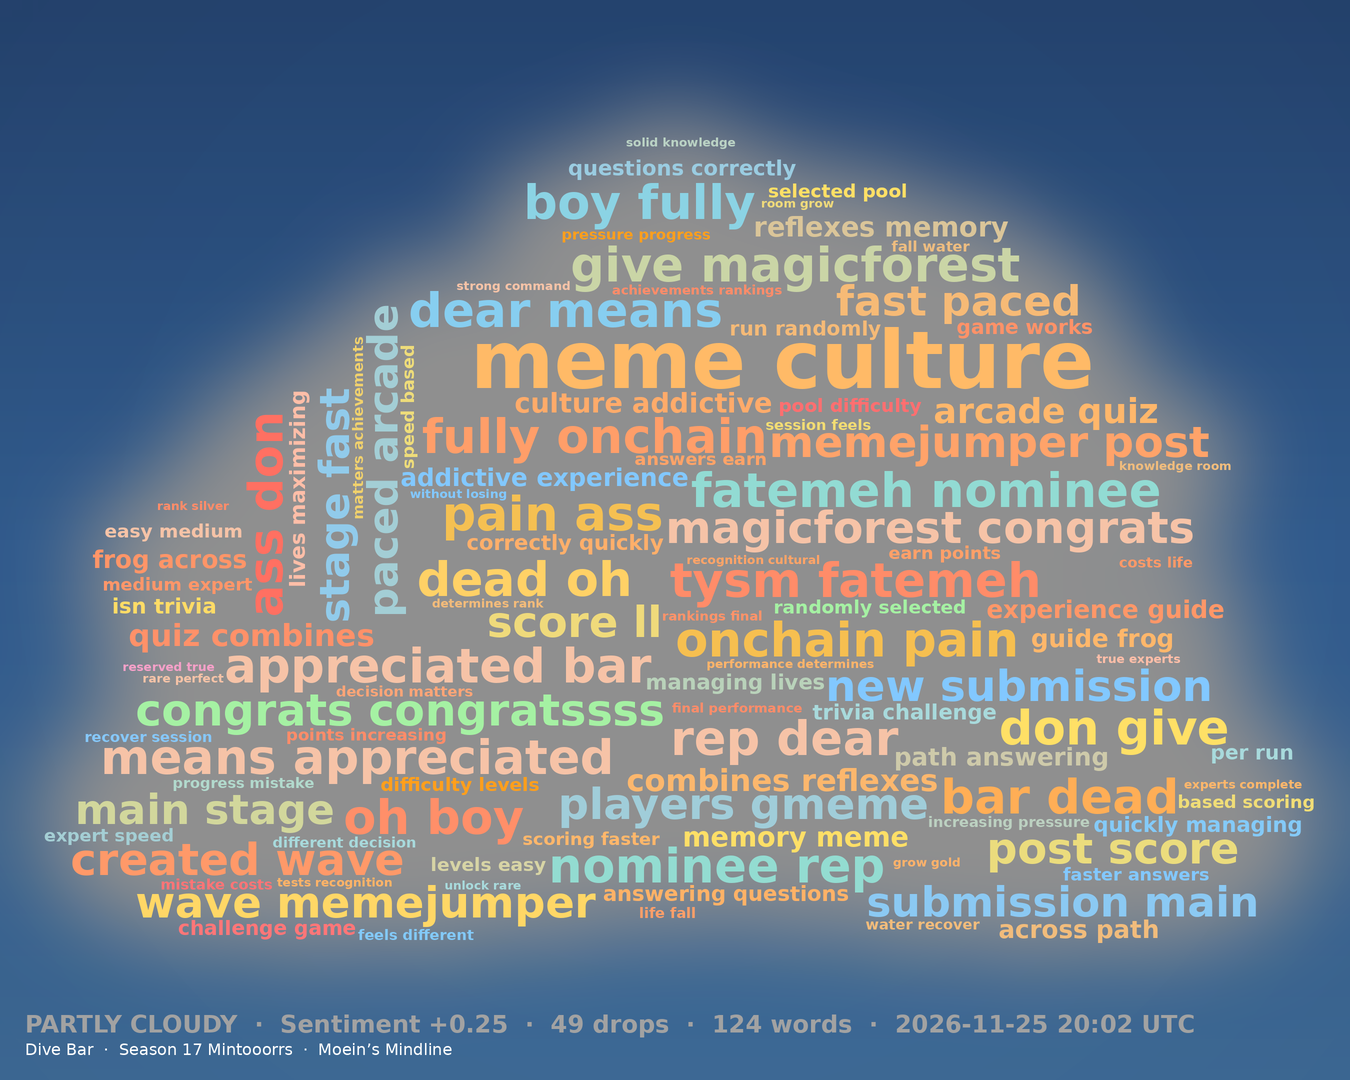 solid knowledge
questions correctly
boy fully
selected pool
room grow
reflexes memory
pressure progress
fall water
give magicforest
strong command
achievements rankings
dear means
fast paced
run randomly
game works
meme culture
paced arcade
matters achievements
speed based
stage fast
lives maximizing
ass don
culture addictive
pool difficulty
arcade quiz
session feels
fully onchain
memejumper post
answers earn
knowledge room
addictive experience
without losing
fatemeh nominee
rank silver
pain ass
easy medium
magicforest congrats
correctly quickly
earn points
frog across
recognition cultural
costs life
medium expert
dead oh
tysm fatemeh
isn trivia
determines rank
randomly selected
experience guide
score ll
rankings final
quiz combines
onchain pain
guide frog
reserved true
rare perfect
appreciated bar
performance determines
true experts
managing lives
new submission
decision matters
congrats congratssss
final performance
trivia challenge
don give
recover session
points increasing
rep dear
path answering
per run
means appreciated
progress mistake
difficulty levels
combines reflexes
bar dead
experts complete
based scoring
main stage
oh boy
players gmeme
increasing pressure
quickly managing
expert speed
different decision
scoring faster
memory meme
post score
created wave
levels easy
nominee rep
grow gold
faster answers
mistake costs
tests recognition
unlock rare
answering questions
wave memejumper
submission main
life fall
challenge game
feels different
water recover
across path
PARTLY CLOUDY · Sentiment +0.25 · 49 drops · 124 words · 2026-11-25 20:02 UTC
Dive Bar · Season 17 Mintooorrs · Moein’s Mindline